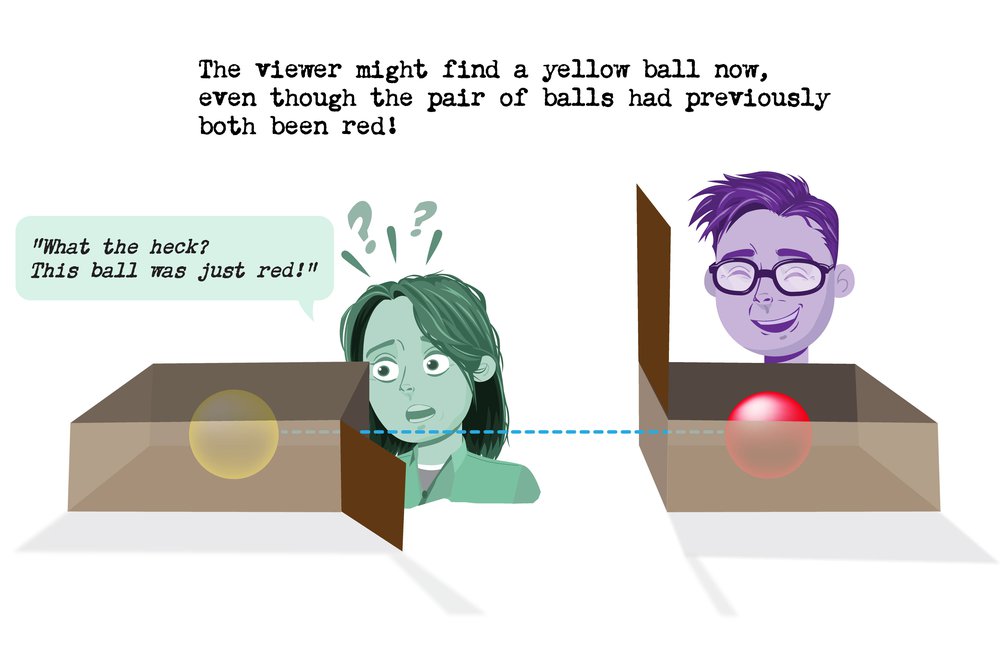 The viewer might find a yellow ball now,
even though the pair of balls had previously
both been red!
? ?
"What the heck?
This ball was just red!"